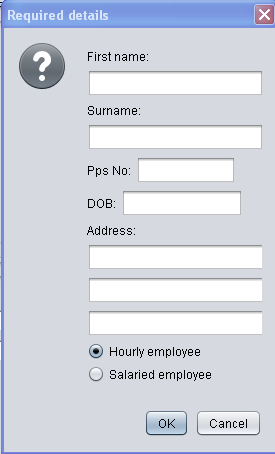 Required details
First name:
Surname:
Pps No:
DOB:
Address:
Hourly employee
Salaried employee
OK Cancel